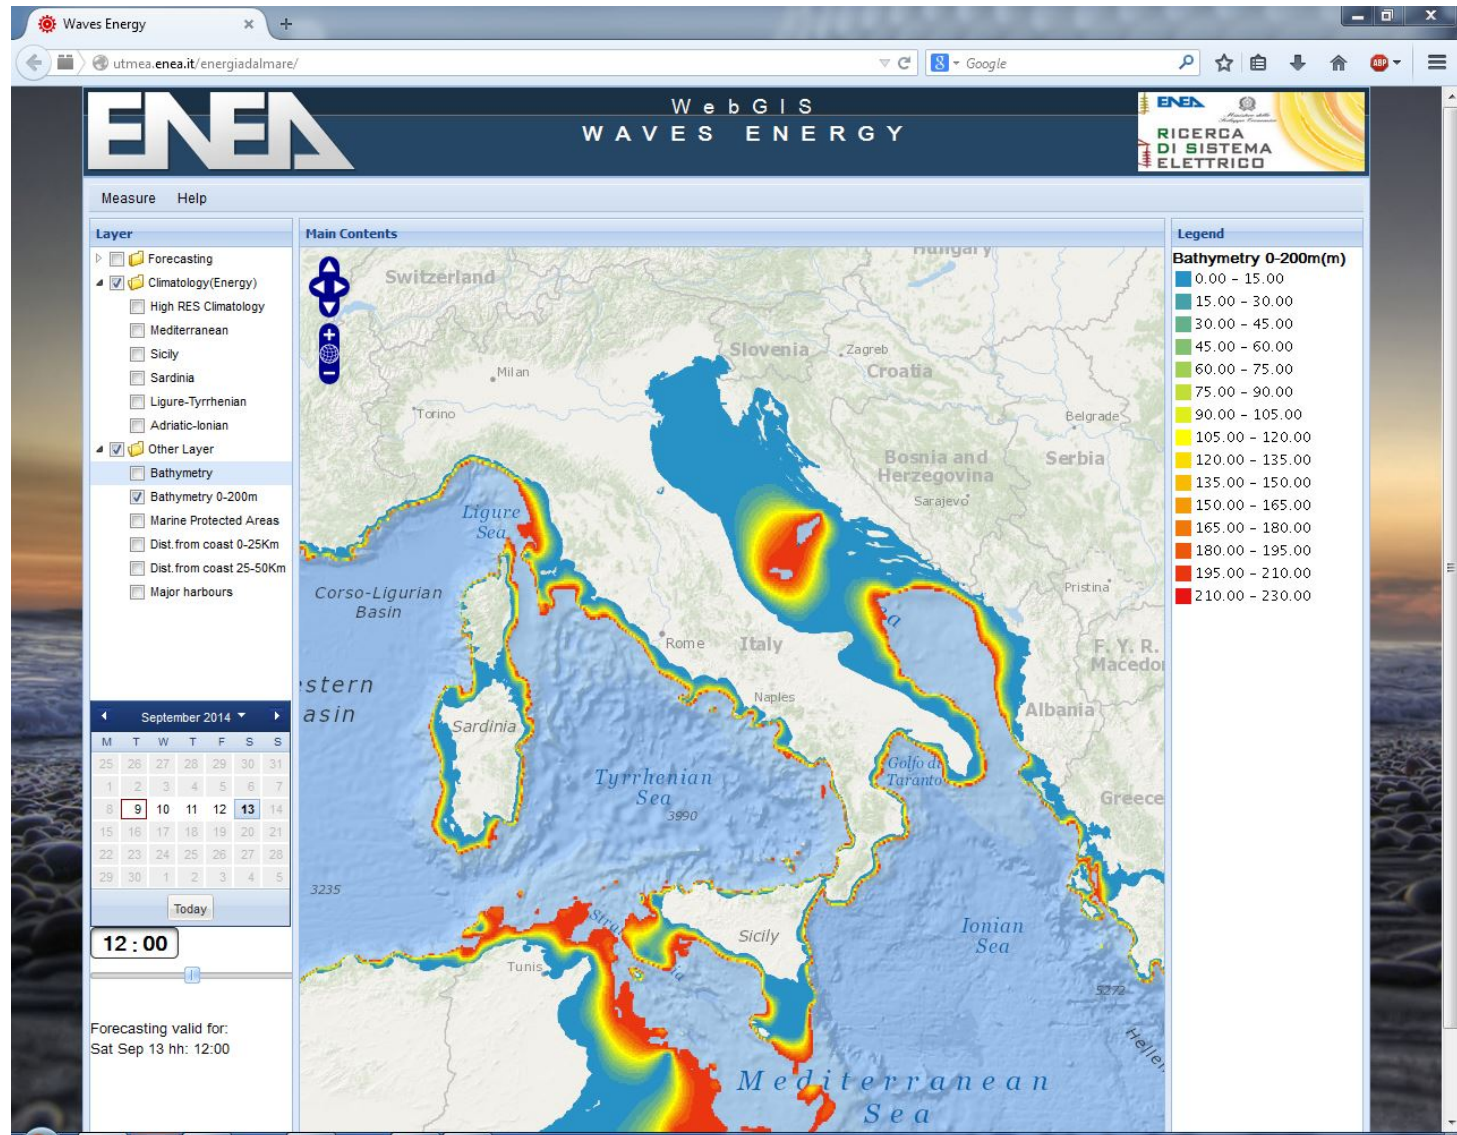 Waves Energy
utmea.enea.it/energiadalmare/
Google
ABP
ENEA
WebGIS
WAVES ENERGY
ENEA
RICERCA
DI SISTEMA
ELETTRICO
Measure Help
Layer
Forecasting
Climatology(Energy)
High RES Climatology
Mediterranean
Sicily
Sardinia
Ligure-Tyrrhenian
Adriatic-Ionian
Other Layer
Bathymetry
Bathymetry 0-200m
Marine Protected Areas
Dist.from coast 0-25Km
Dist.from coast 25-50Km
Major harbours
September 2014
M T W T F S S
25 26 27 28 29 30 31
1 2 3 4 5 6 7
8 9 10 11 12 13 14
15 16 17 18 19 20 21
22 23 24 25 26 27 28
29 30 1 2 3 4 5
Today
12 : 00
Forecasting valid for:
Sat Sep 13 hh: 12:00
Main Contents
Hungary
Switzerland
Slovenia
Zagreb
Croatia
Milan
Torino
Belgrade
Bosnia and
Herzegovina
Serbia
Sarajevo
Ligure
Sea
Corso-Ligurian
Basin
Pristina
Rome
Italy
F. Y. R.
Macedo
stern
asin
Naples
Albania
Sardinia
Golfo di
Taranto
Tyrrhenian
Sea
3990
Greece
3235
Sicily
Ionian
Sea
Tunis
5272
Hellen
Mediterranean
Sea
Legend
Bathymetry 0-200m(m)
0.00 - 15.00
15.00 - 30.00
30.00 - 45.00
45.00 - 60.00
60.00 - 75.00
75.00 - 90.00
90.00 - 105.00
105.00 - 120.00
120.00 - 135.00
135.00 - 150.00
150.00 - 165.00
165.00 - 180.00
180.00 - 195.00
195.00 - 210.00
210.00 - 230.00